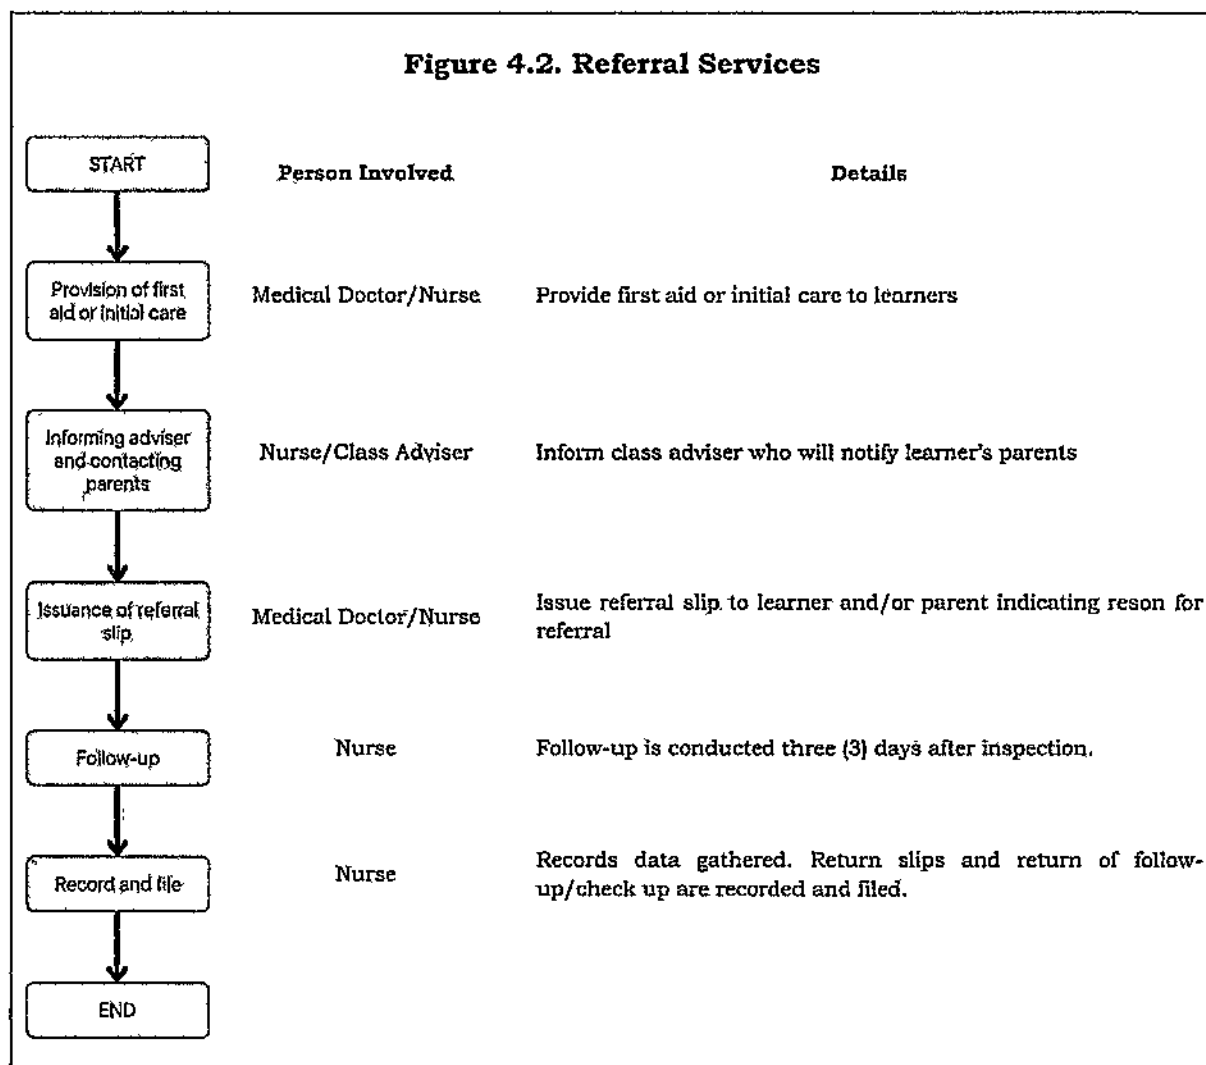 Figure 4.2. Referral Services
START
Person Involved
Details
Provision of first
aid or initial care
Medical Doctor/Nurse
Provide first aid or initial care to learners
Informing adviser
and contacting
parents
Nurse/Class Adviser
Inform class adviser who will notify learner's parents
Issuance of referral
slip
Medical Doctor/Nurse
Issue referral slip to learner and/or parent indicating reson for
referral
Follow-up
Nurse
Follow-up is conducted three (3) days after inspection.
Record and file
Nurse
Records data gathered. Return slips and return of follow-
up/check up are recorded and filed.
END